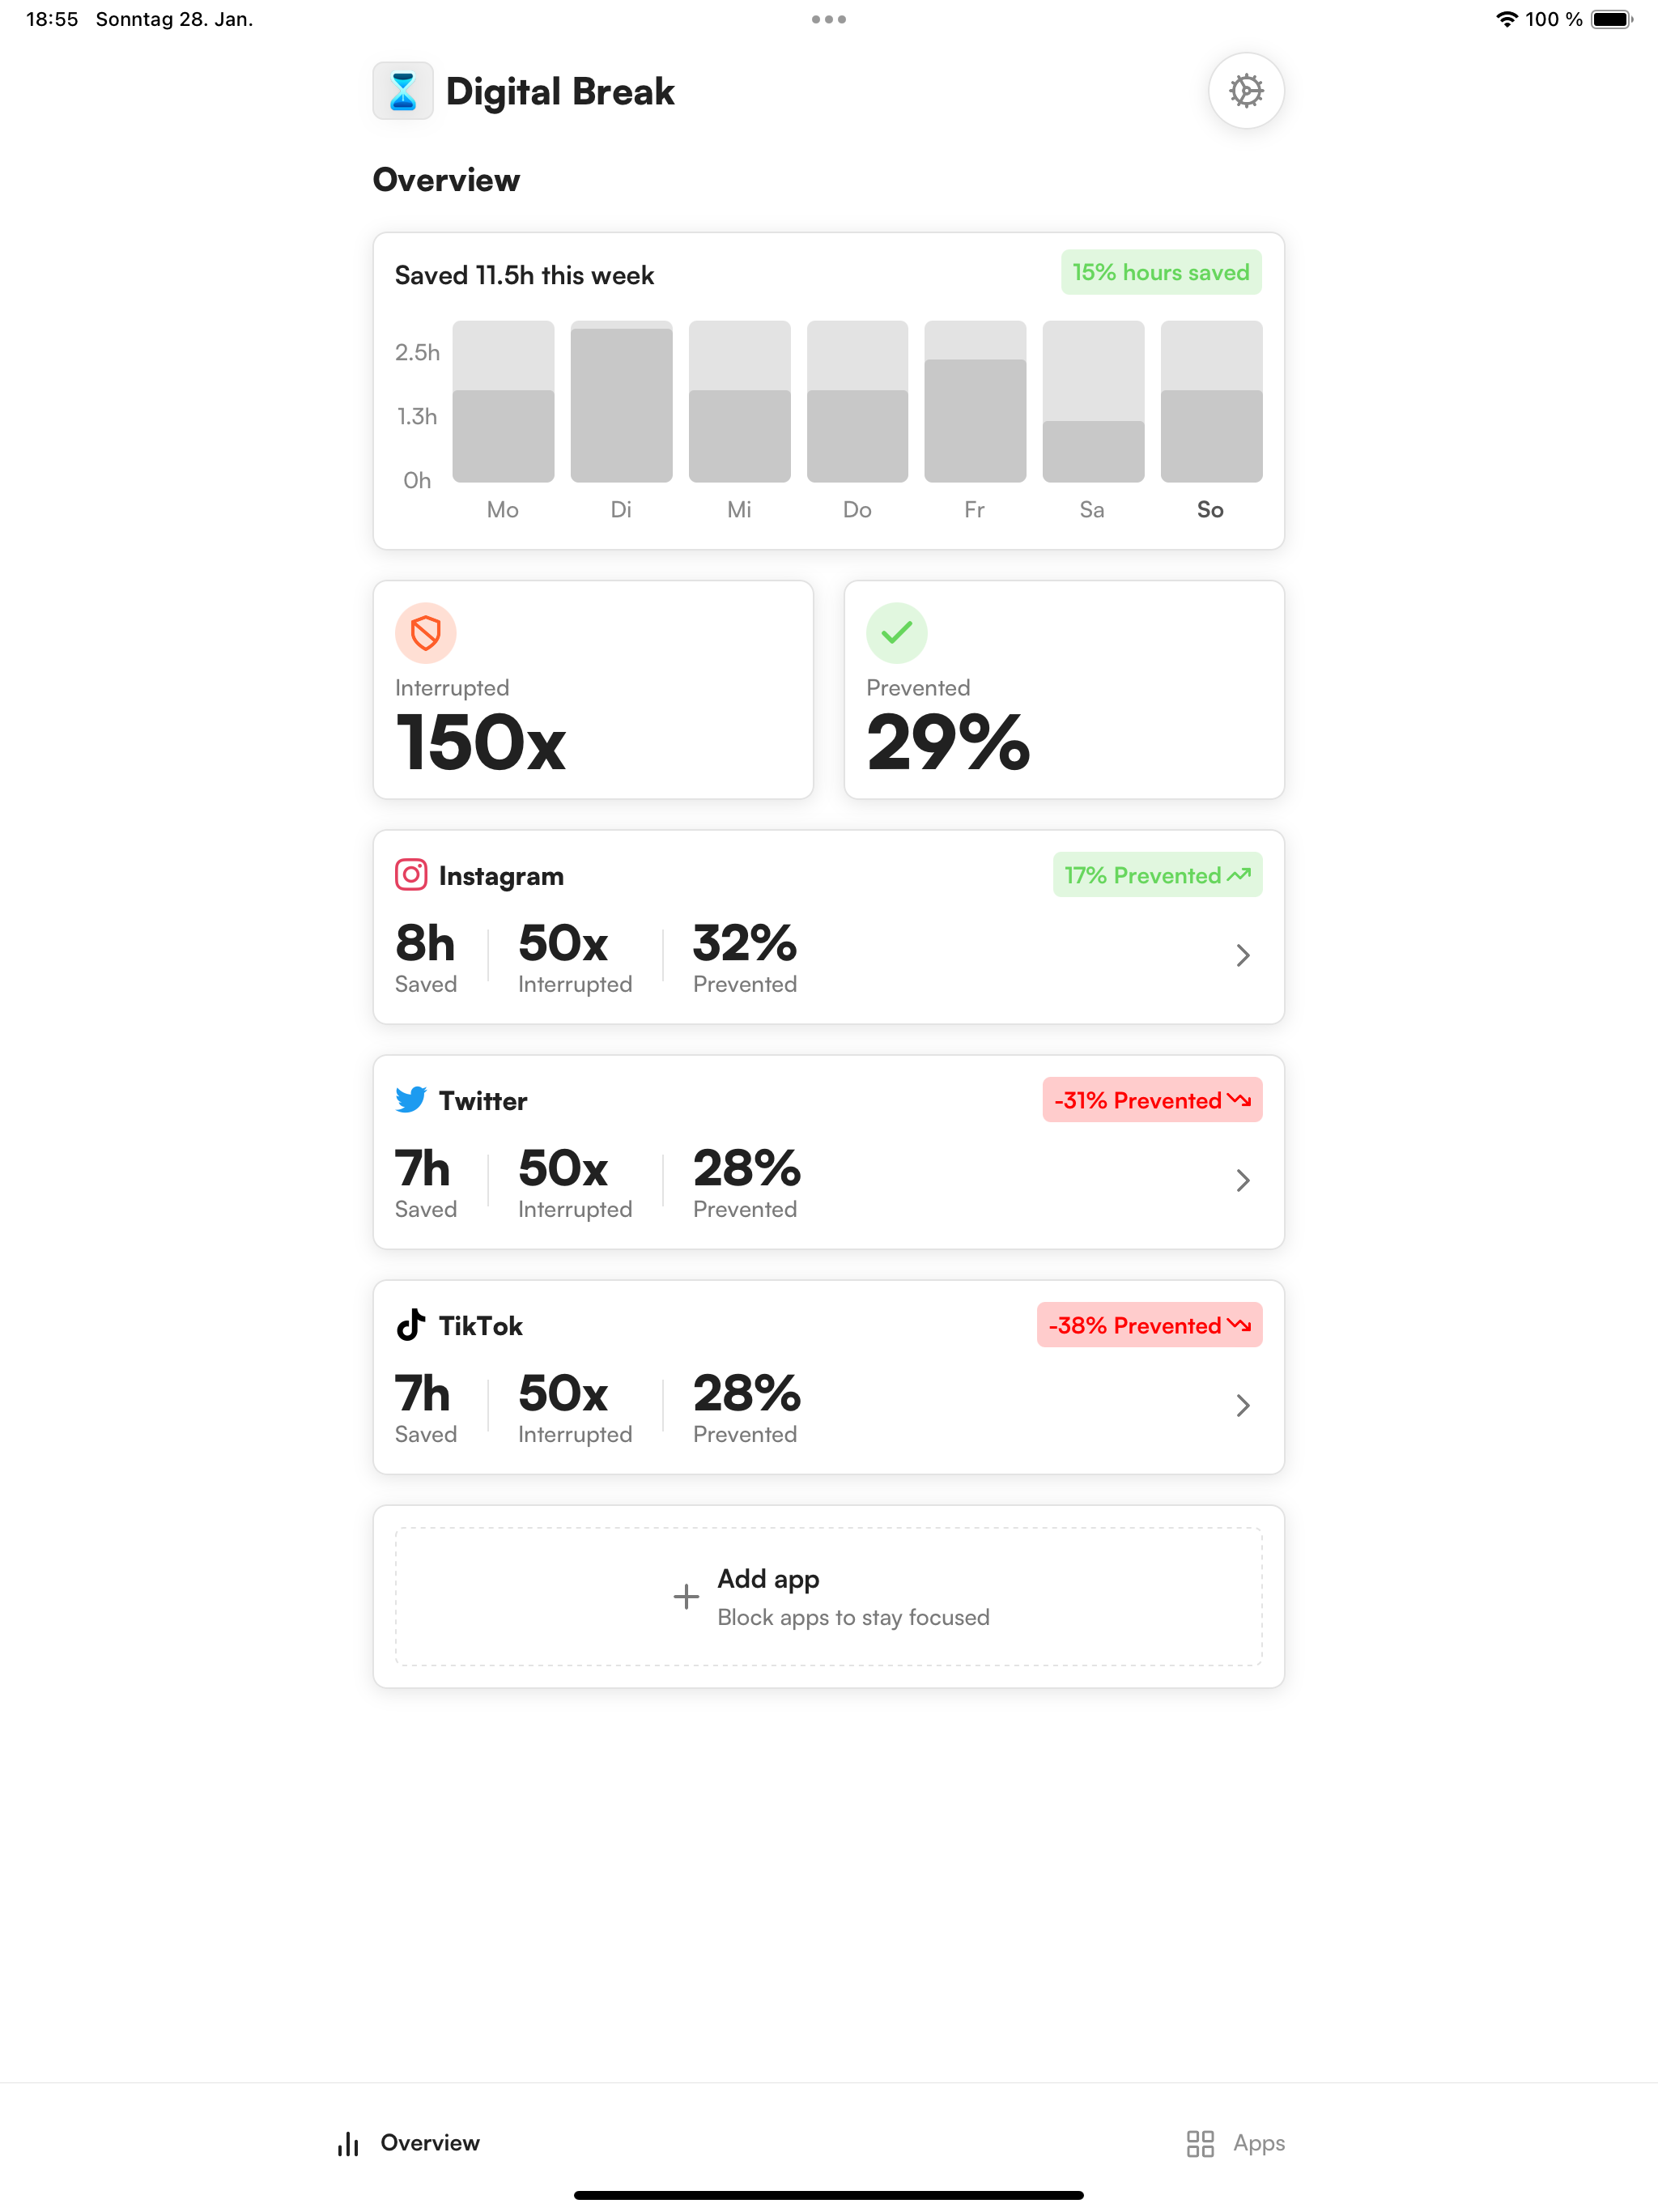 18:55 Sonntag 28. Jan.
100 %
Digital Break
Overview
Saved 11.5h this week
15% hours saved
2.5h
1.3h
0h
Mo Di Mi Do Fr Sa So
Interrupted
150x
Prevented
29%
Instagram
17% Prevented
8h 50x 32%
Saved Interrupted Prevented
Twitter
-31% Prevented
7h 50x 28%
Saved Interrupted Prevented
TikTok
-38% Prevented
7h 50x 28%
Saved Interrupted Prevented
Add app
Block apps to stay focused
Overview
Apps